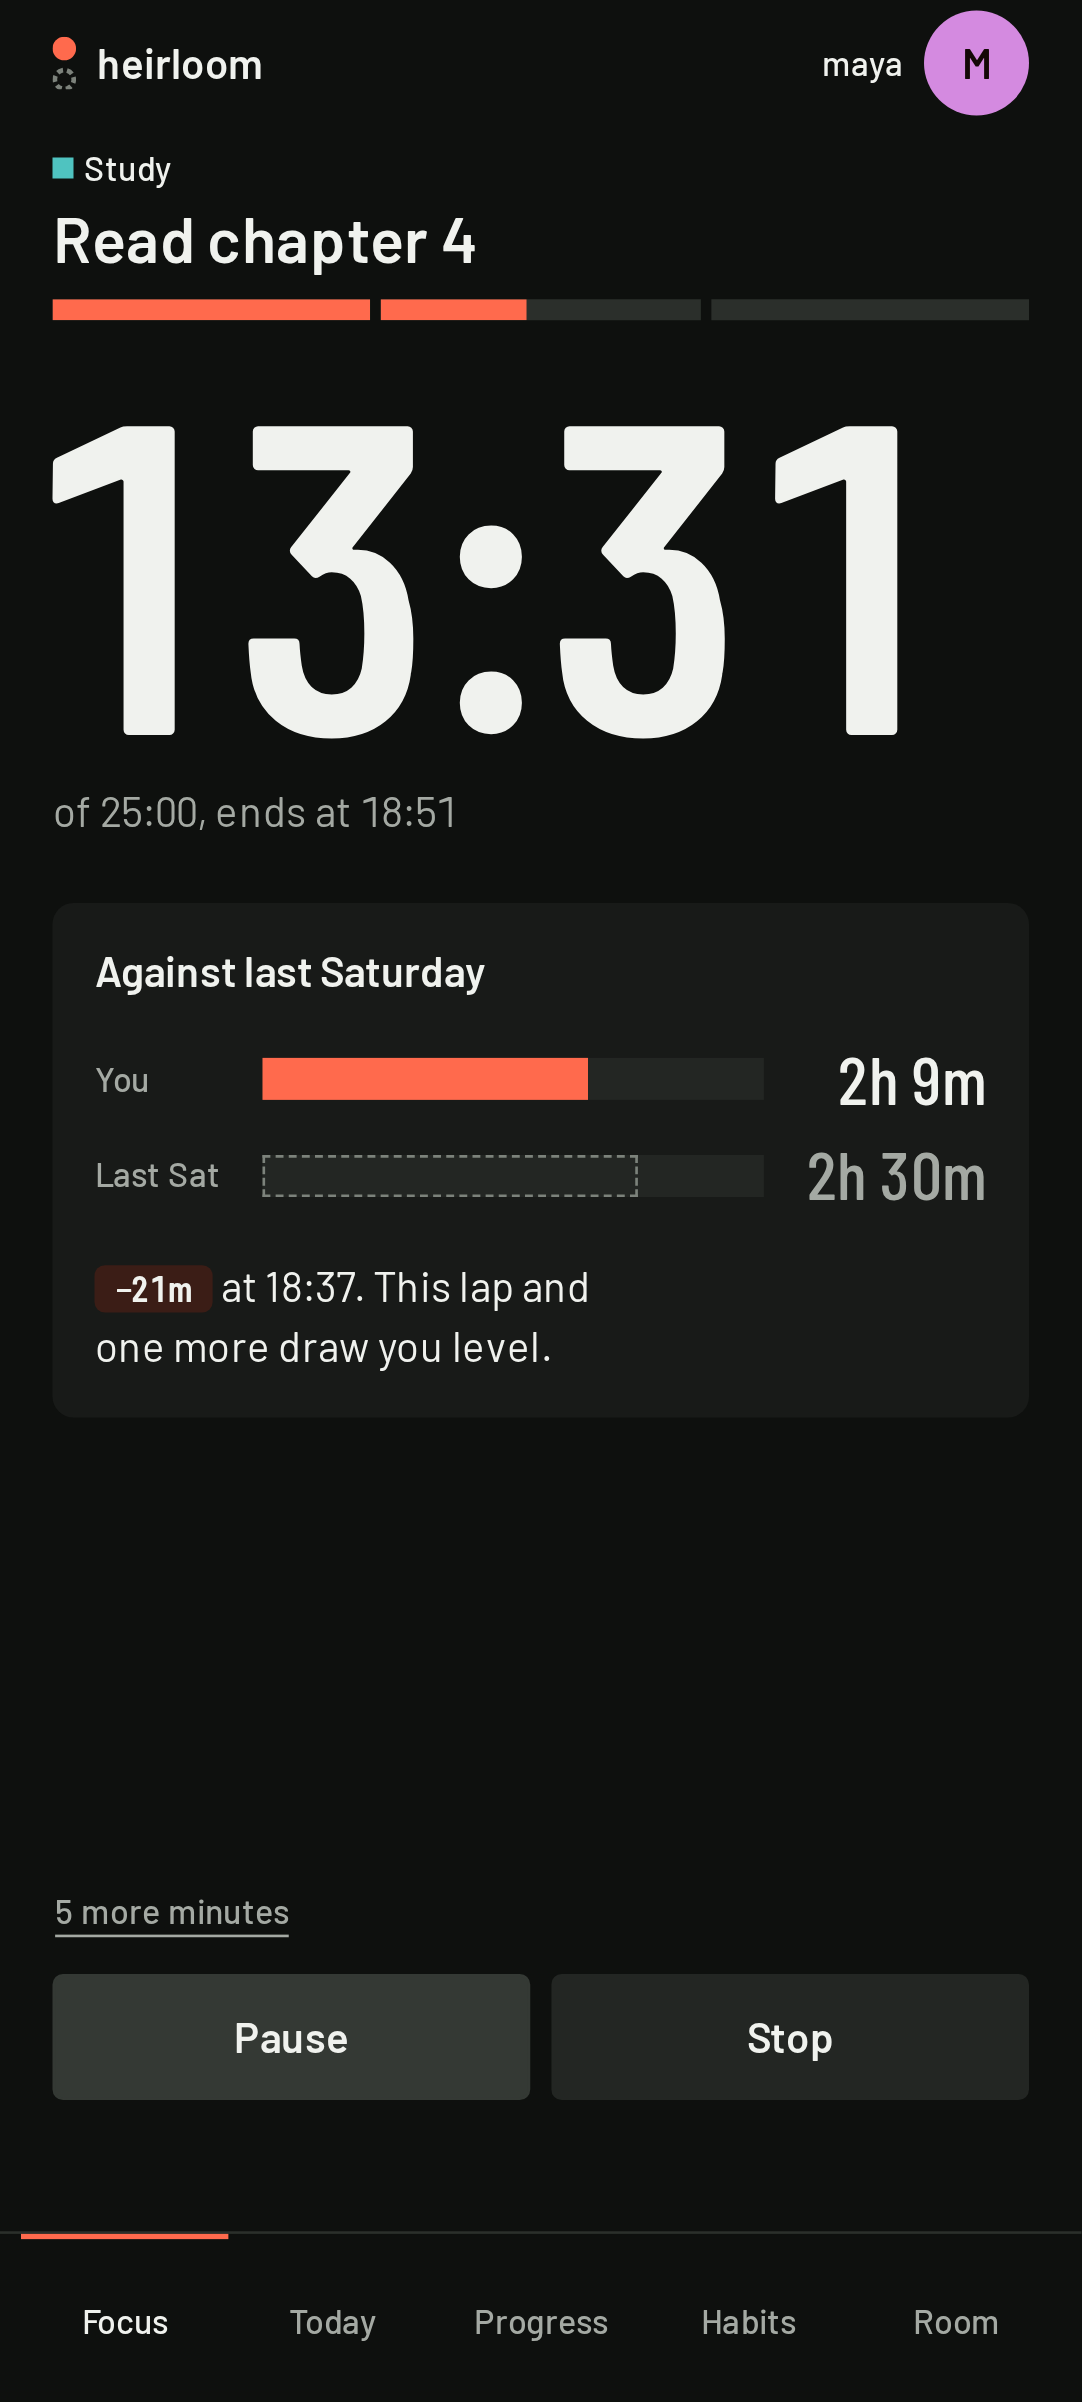 heirloom
maya
M
Study
Read chapter 4
13:31
of 25:00, ends at 18:51
Against last Saturday
You
2h 9m
Last Sat
2h 30m
−21m at 18:37. This lap and
one more draw you level.
5 more minutes
Pause
Stop
Focus
Today
Progress
Habits
Room